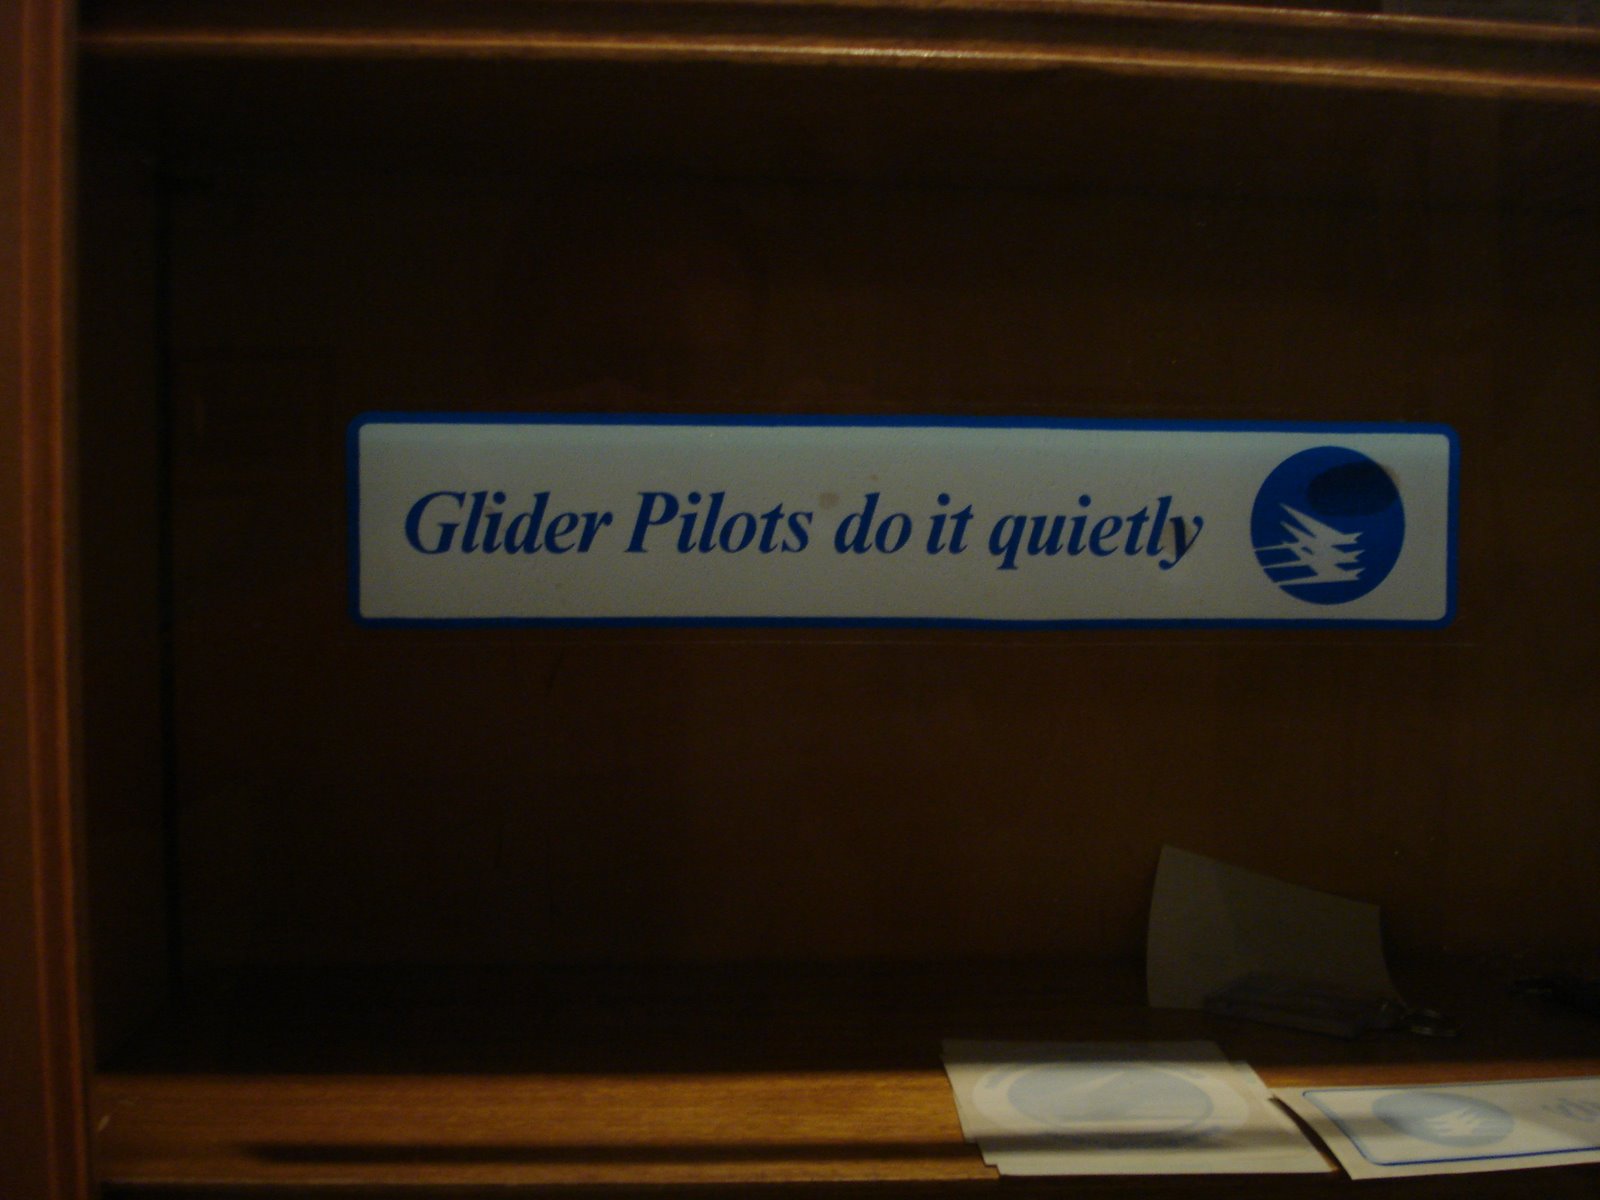 Glider Pilots do it quietly